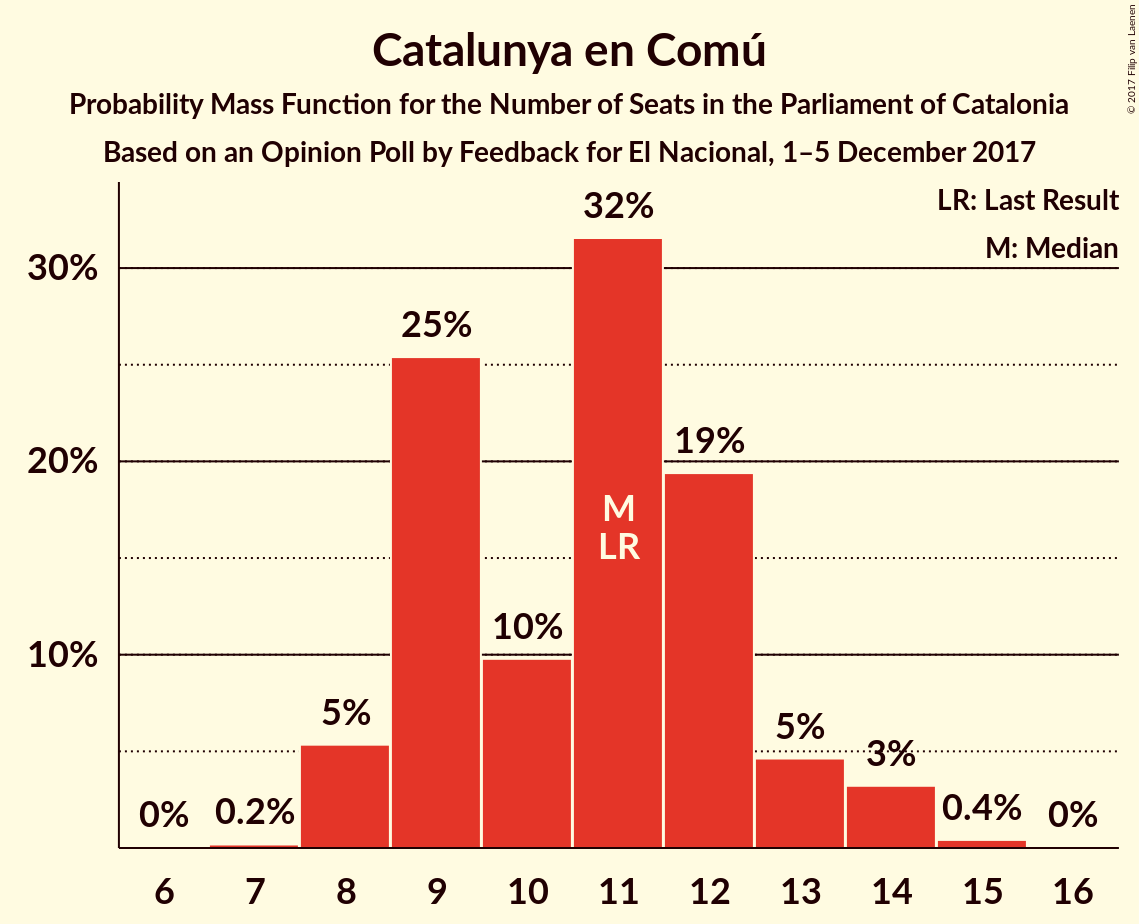 Catalunya en Comú
Probability Mass Function for the Number of Seats in the Parliament of Catalonia
Based on an Opinion Poll by Feedback for El Nacional, 1–5 December 2017
© 2017 Filip van Laenen
LR: Last Result
M: Median
30%
20%
10%
0%
0.2%
5%
25%
10%
32%
19%
5%
3%
0.4%
0%
M
LR
6 7 8 9 10 11 12 13 14 15 16